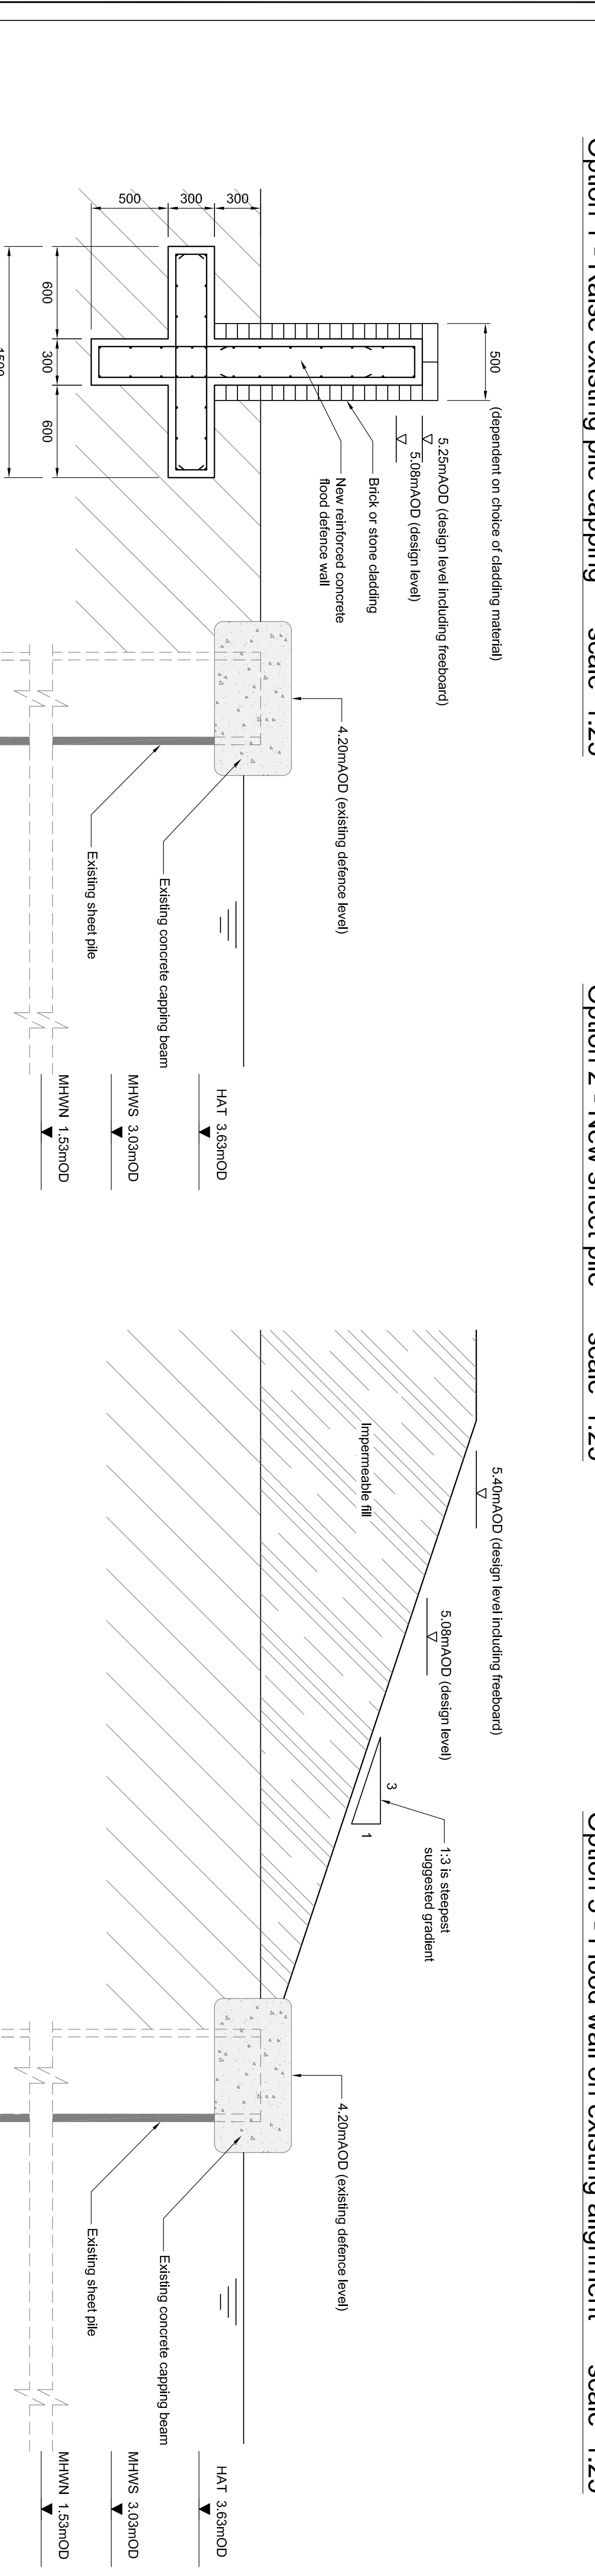 Option 1 - Raise existing pile capping scale 1:25
Option 2 - New sheet pile scale 1:25
Option 3 - Flood wall on existing alignment scale 1:25
500
(dependent on choice of cladding material)
5.25mAOD (design level including freeboard)
5.08mAOD (design level)
Brick or stone cladding
New reinforced concrete
flood defence wall
4.20mAOD (existing defence level)
Existing concrete capping beam
Existing sheet pile
300
300
500
600
300
600
1500
HAT 3.63mOD
MHWS 3.03mOD
MHWN 1.53mOD
5.40mAOD (design level including freeboard)
5.08mAOD (design level)
Impermeable fill
3
1
1:3 is steepest
suggested gradient
4.20mAOD (existing defence level)
Existing concrete capping beam
Existing sheet pile
HAT 3.63mOD
MHWS 3.03mOD
MHWN 1.53mOD